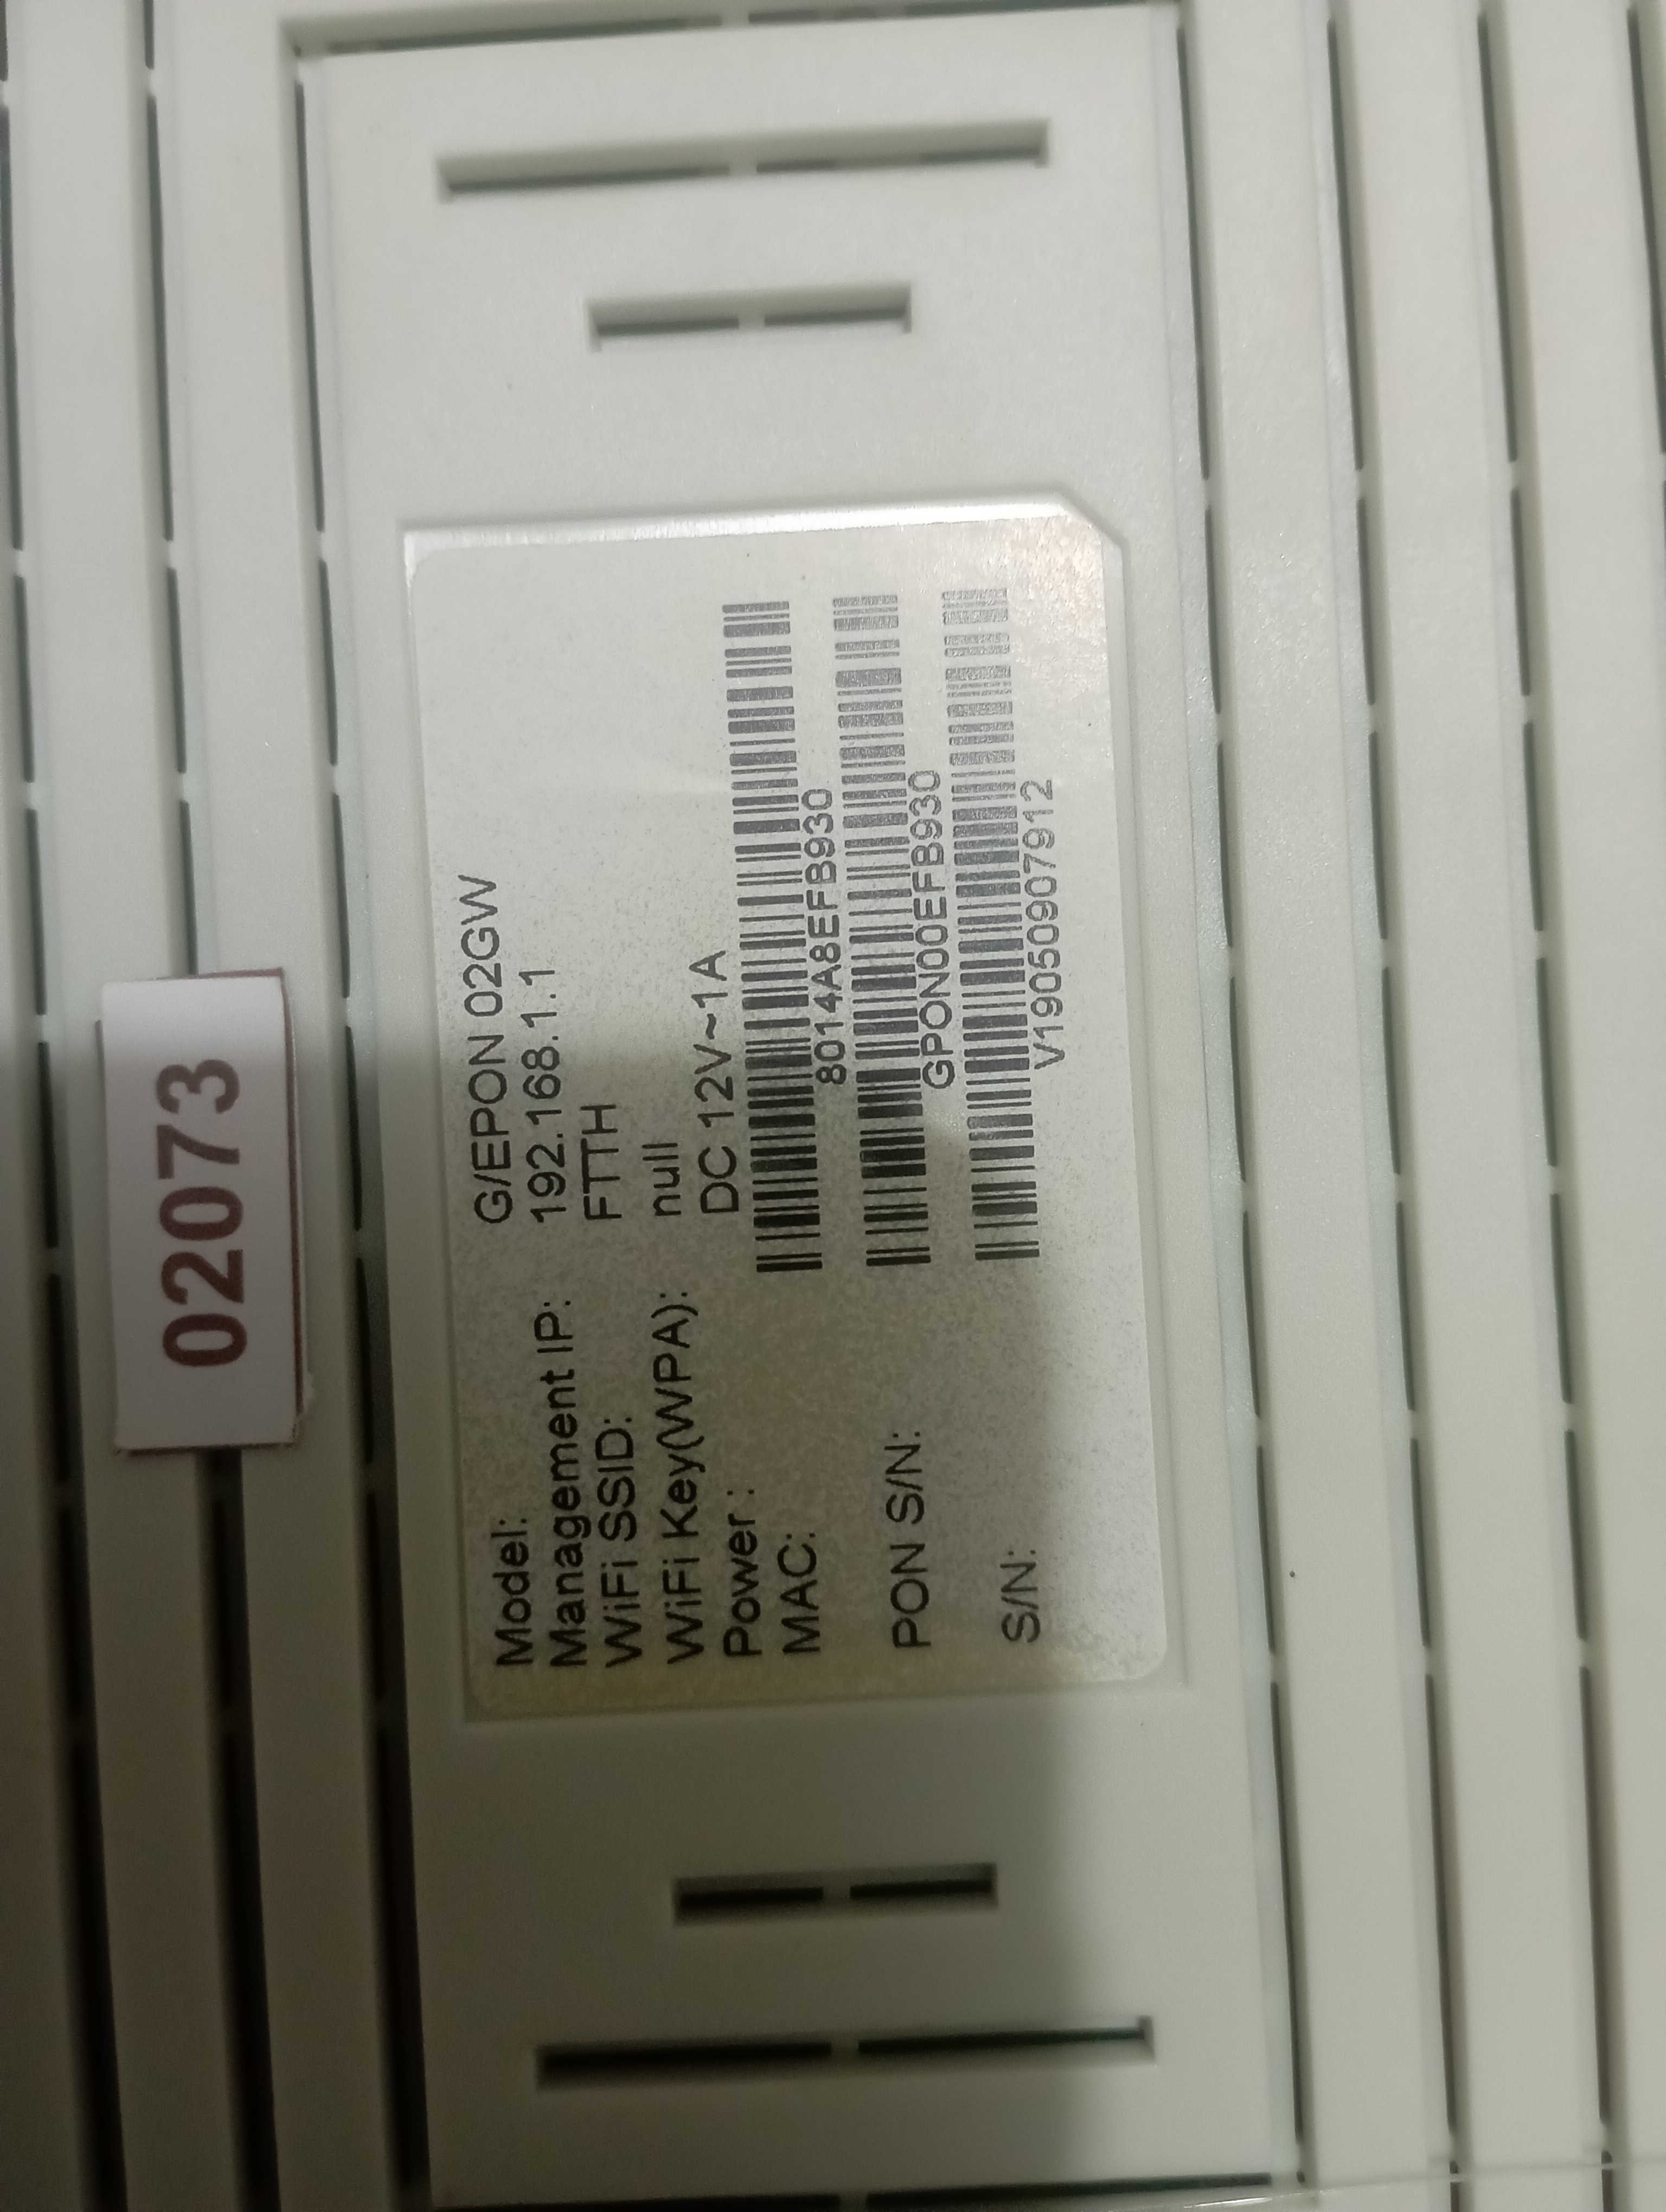 02073
Model: G/EPON 02GW
Management IP: 192.168.1.1
WiFi SSID: FTTH
WiFi Key(WPA): null
Power : DC 12V~1A
MAC:
8014A8EFB930
PON S/N:
GPON00EFB930
S/N:
V19050907912